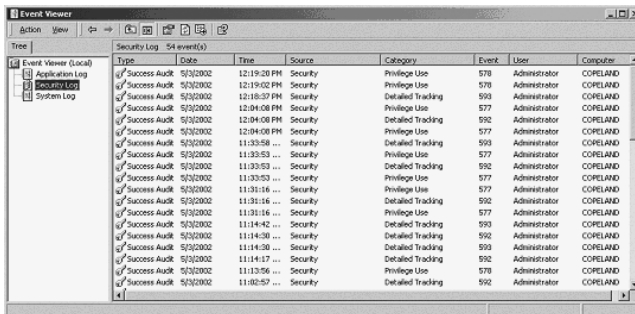 Event Viewer
Action View
Tree
Security Log 54 event(s)
Event Viewer (Local)
Application Log
Security Log
System Log
Type Date Time Source Category Event User Computer
Success Audit 5/3/2002 12:19:20 PM Security Privilege Use 578 Administrator COPELAND
Success Audit 5/3/2002 12:19:02 PM Security Privilege Use 578 Administrator COPELAND
Success Audit 5/3/2002 12:18:37 PM Security Detailed Tracking 593 Administrator COPELAND
Success Audit 5/3/2002 12:04:08 PM Security Privilege Use 577 Administrator COPELAND
Success Audit 5/3/2002 12:04:08 PM Security Detailed Tracking 592 Administrator COPELAND
Success Audit 5/3/2002 12:04:08 PM Security Privilege Use 577 Administrator COPELAND
Success Audit 5/3/2002 11:33:58 ... Security Detailed Tracking 593 Administrator COPELAND
Success Audit 5/3/2002 11:33:53 ... Security Privilege Use 577 Administrator COPELAND
Success Audit 5/3/2002 11:33:53 ... Security Detailed Tracking 592 Administrator COPELAND
Success Audit 5/3/2002 11:33:53 ... Security Privilege Use 577 Administrator COPELAND
Success Audit 5/3/2002 11:31:16 ... Security Privilege Use 577 Administrator COPELAND
Success Audit 5/3/2002 11:31:16 ... Security Detailed Tracking 592 Administrator COPELAND
Success Audit 5/3/2002 11:31:16 ... Security Privilege Use 577 Administrator COPELAND
Success Audit 5/3/2002 11:14:42 ... Security Detailed Tracking 593 Administrator COPELAND
Success Audit 5/3/2002 11:14:30 ... Security Detailed Tracking 592 Administrator COPELAND
Success Audit 5/3/2002 11:14:30 ... Security Detailed Tracking 593 Administrator COPELAND
Success Audit 5/3/2002 11:14:17 ... Security Detailed Tracking 592 Administrator COPELAND
Success Audit 5/3/2002 11:13:56 ... Security Privilege Use 578 Administrator COPELAND
Success Audit 5/3/2002 11:02:57 ... Security Detailed Tracking 592 Administrator COPELAND